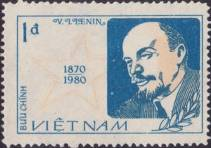 1đ
V. I. LENIN
1870
1980
BƯU CHÍNH
VIỆTNAM